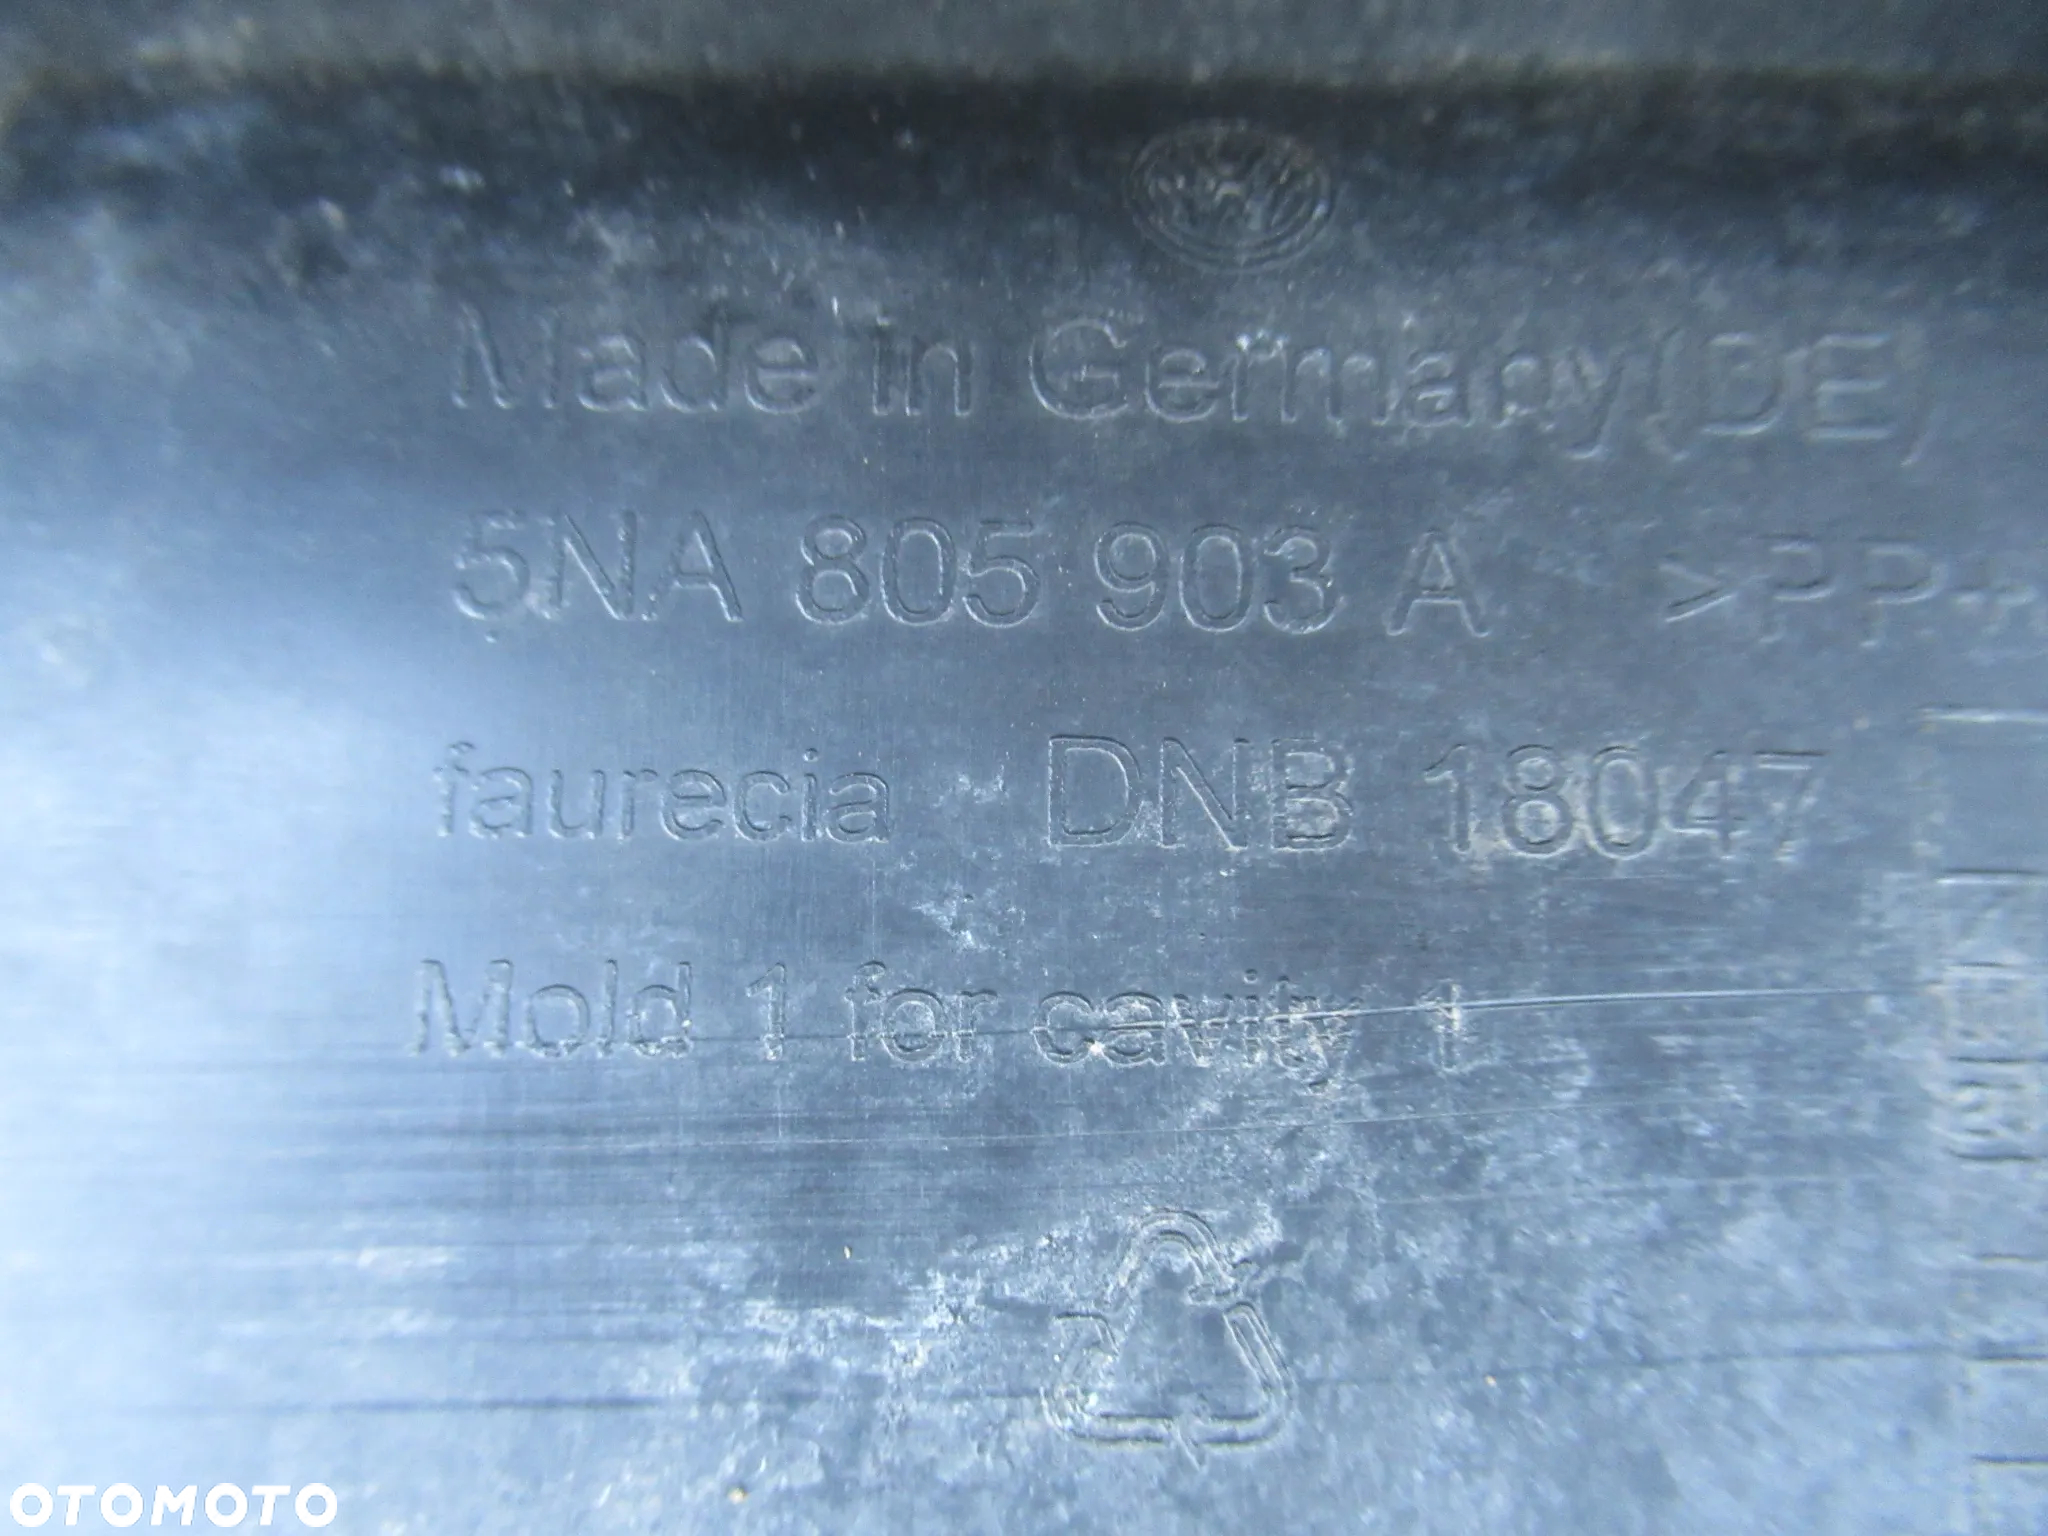 Made in Germany(DE)
5NA 805 903 A >PP+
faurecia DNB 18047
Mold 1 for cavity 1
OTOMOTO